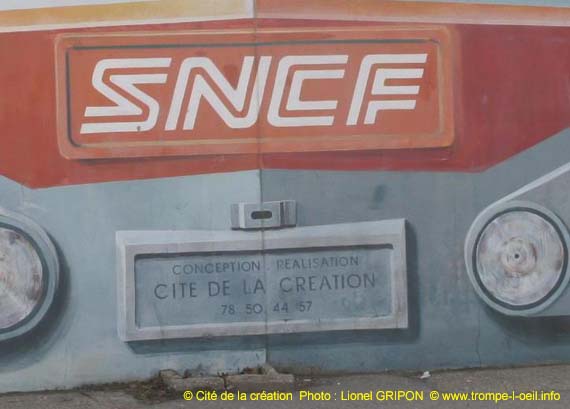 SNCF
CONCEPTION . REALISATION
CITE DE LA CREATION
78. 50. 44. 57
© Cité de la création Photo : Lionel GRIPON © www.trompe-l-oeil.info